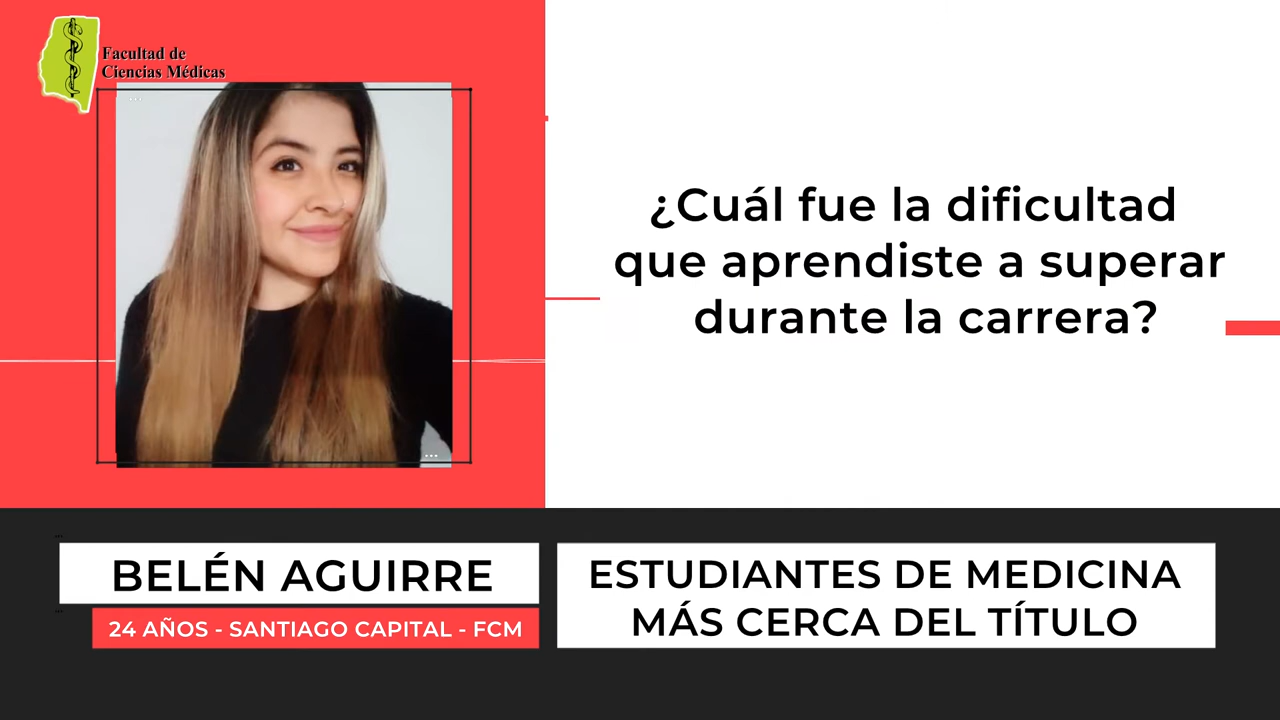 Facultad de
Ciencias Médicas
¿Cuál fue la dificultad
que aprendiste a superar
durante la carrera?
BELÉN AGUIRRE
24 AÑOS - SANTIAGO CAPITAL - FCM
ESTUDIANTES DE MEDICINA
MÁS CERCA DEL TÍTULO